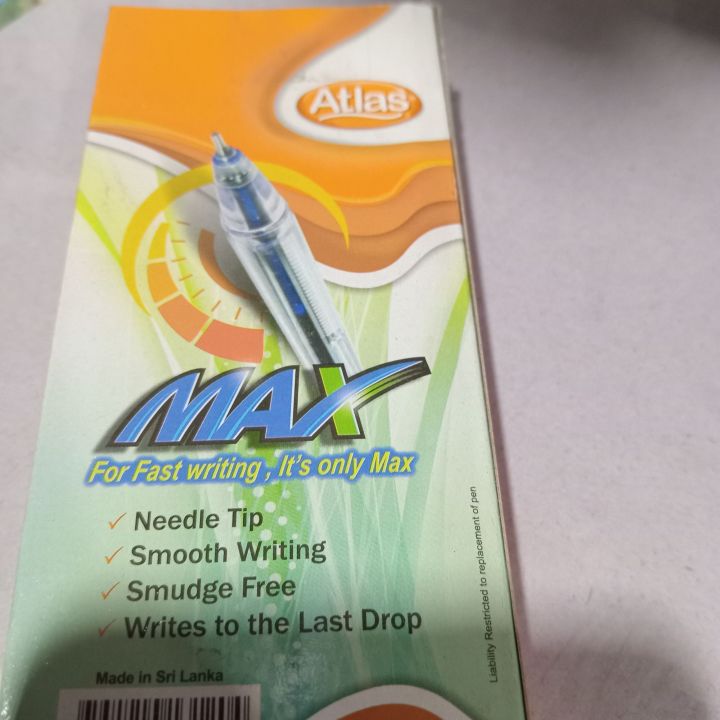 Atlas
MAX
For Fast writing , It's only Max
✓ Needle Tip
✓ Smooth Writing
✓ Smudge Free
✓ Writes to the Last Drop
Made in Sri Lanka
Liability Restricted to replacement of pen